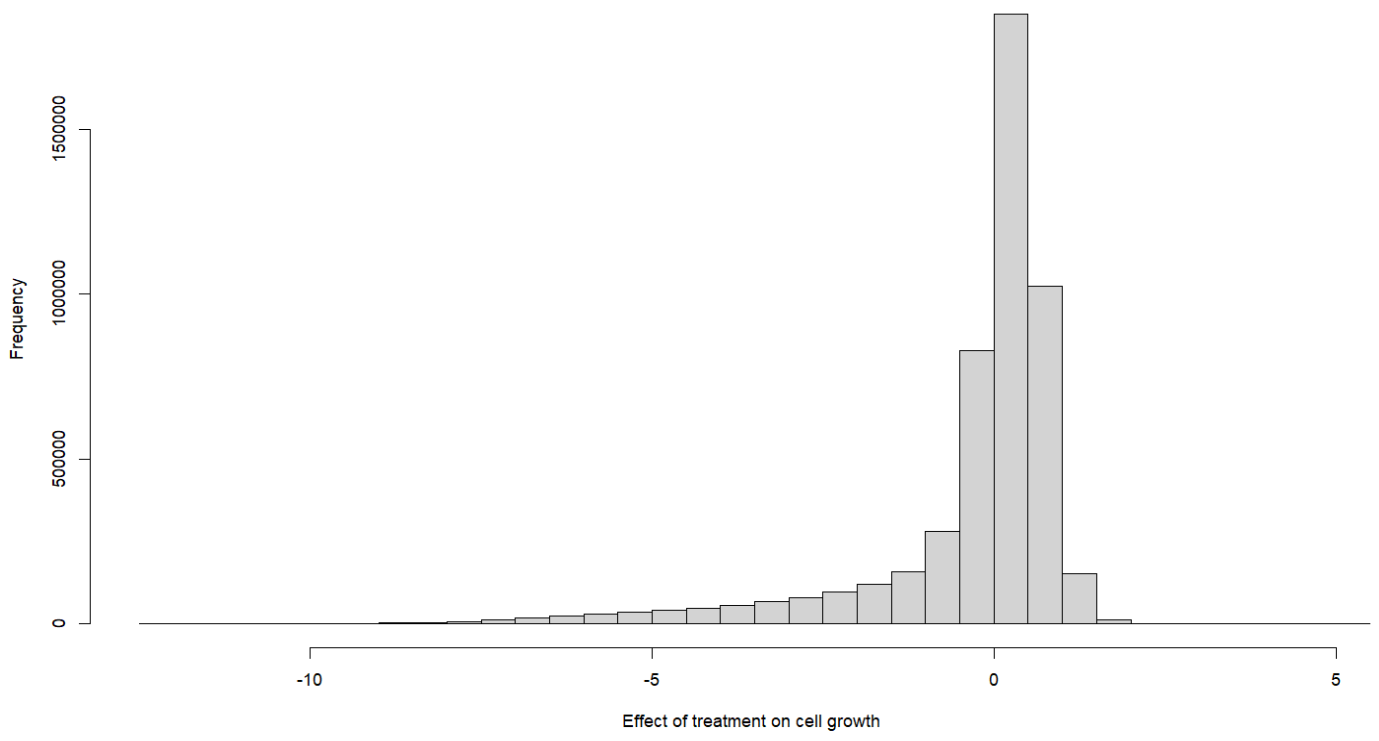 Frequency
1500000
1000000
500000
0
-10 -5 0 5
Effect of treatment on cell growth